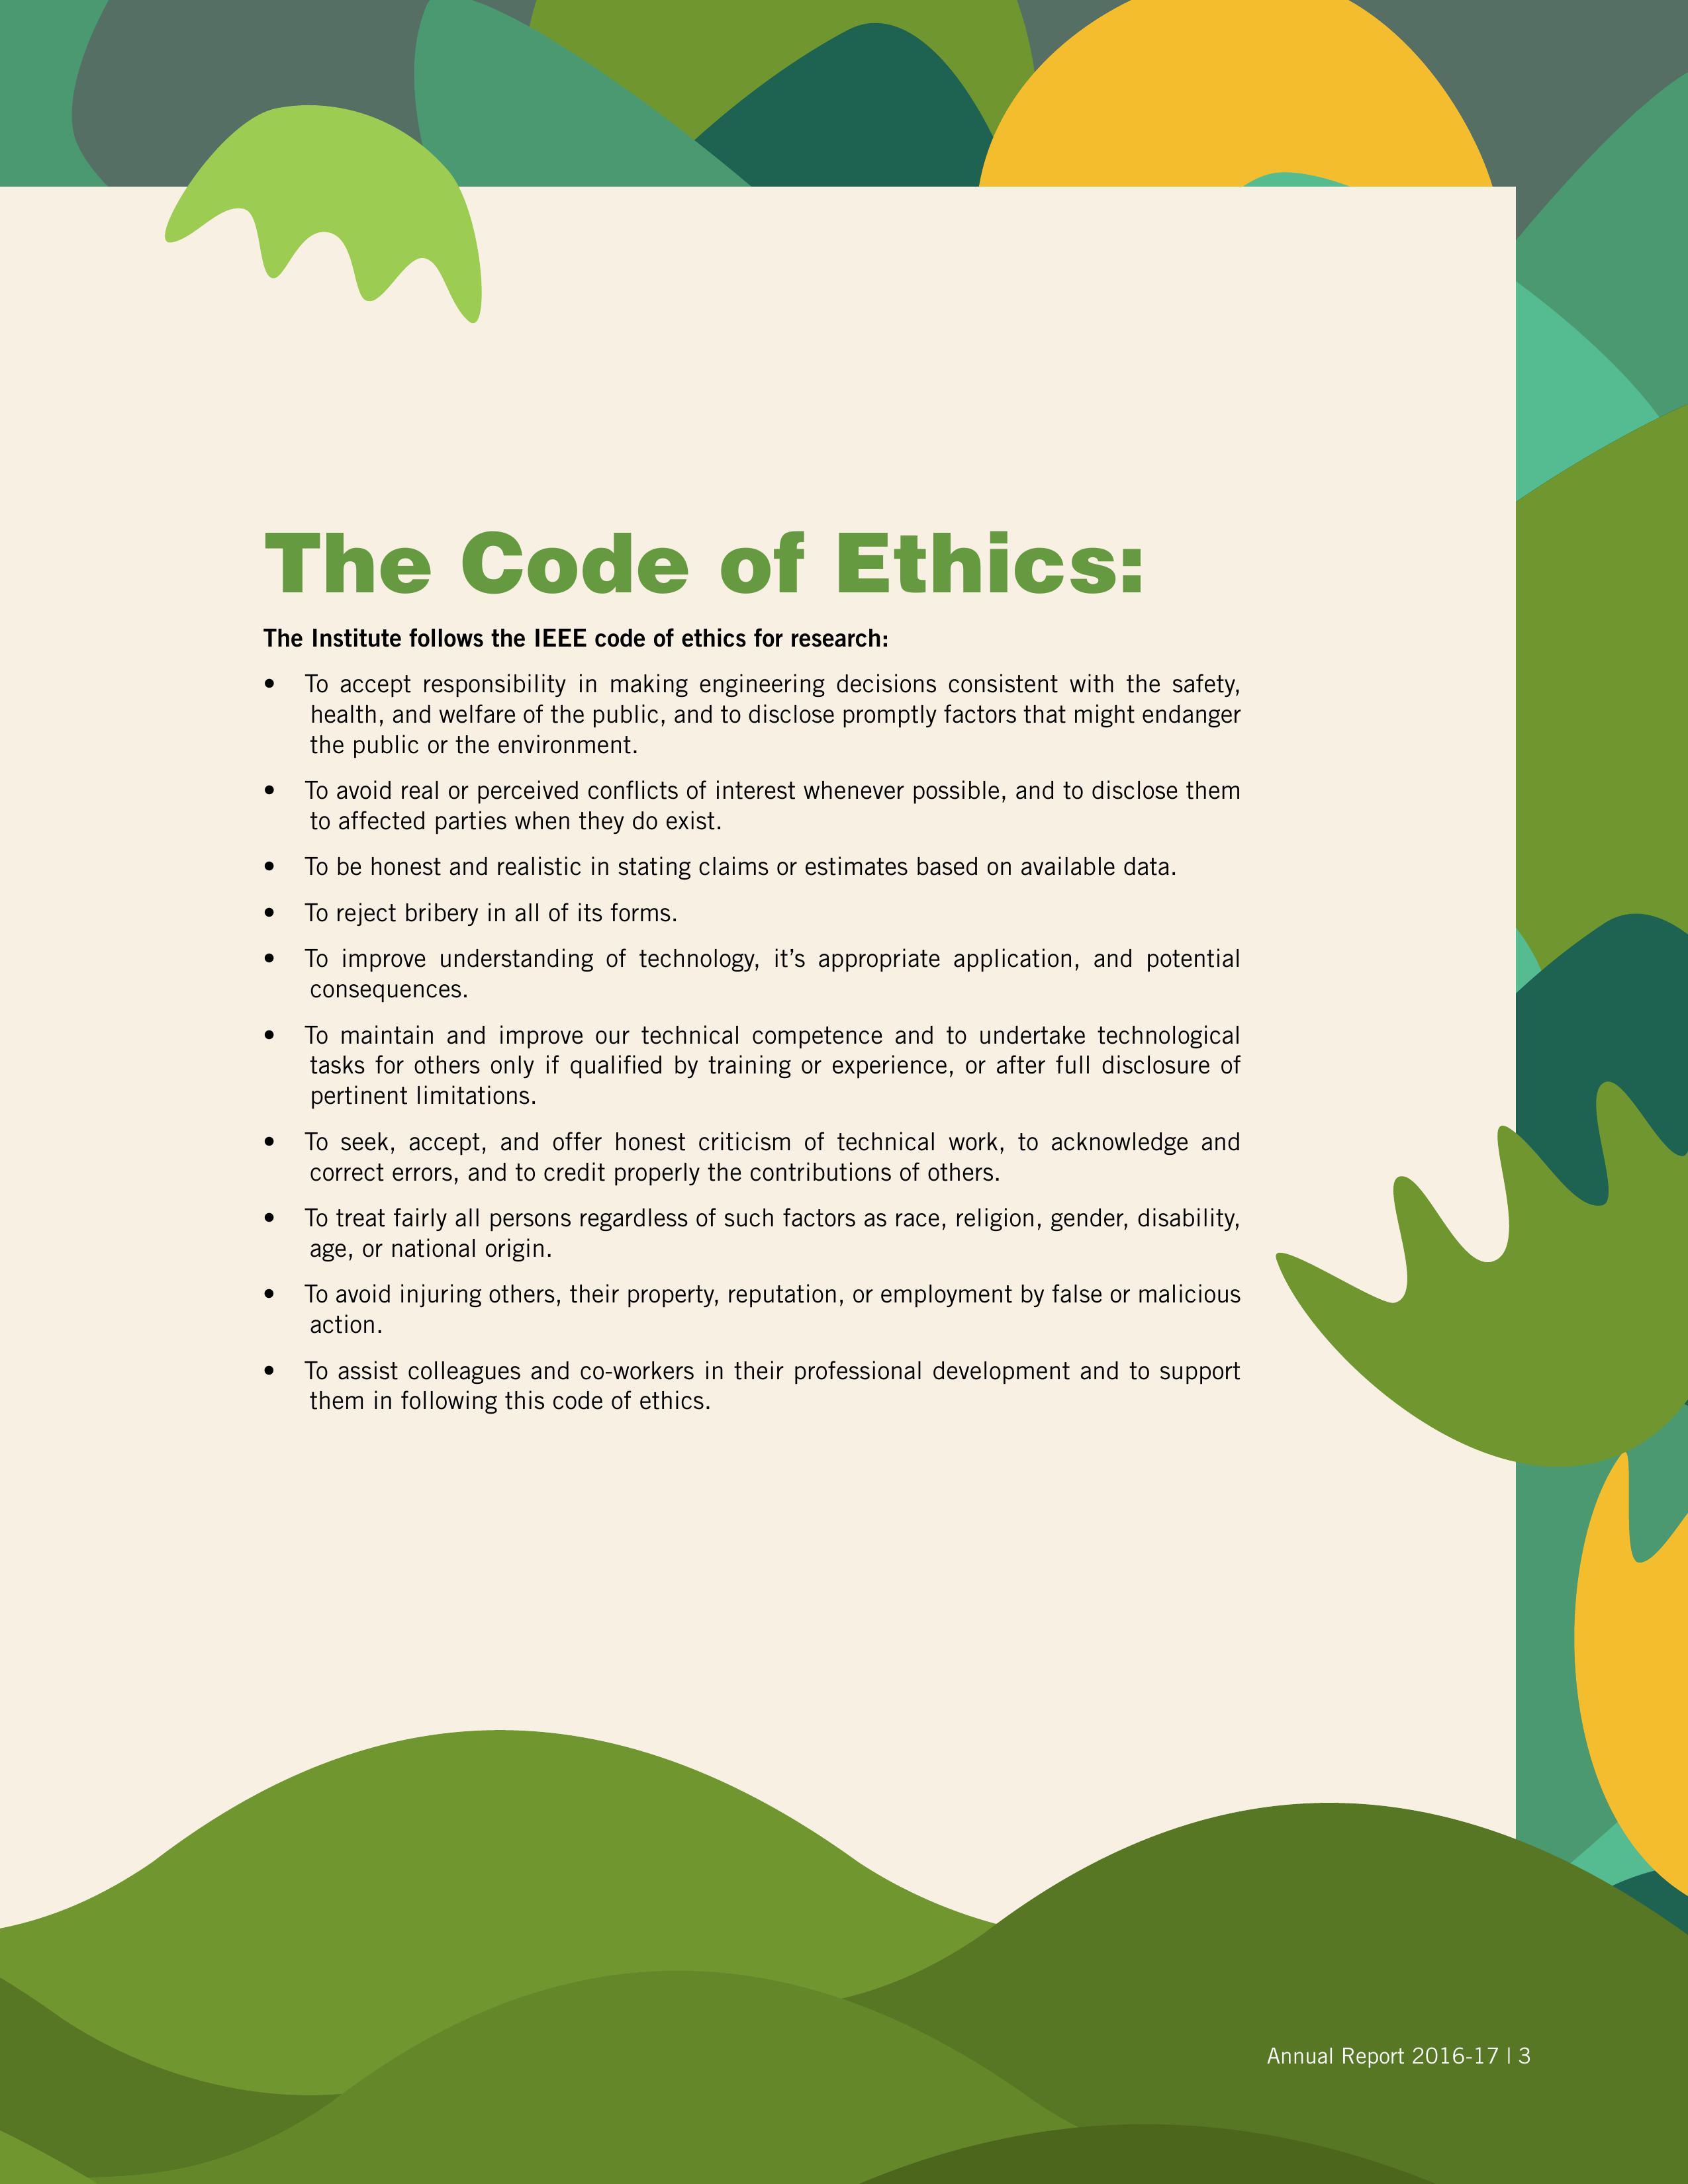 The Code of Ethics:
The Institute follows the IEEE code of ethics for research:
• To accept responsibility in making engineering decisions consistent with the safety,
health, and welfare of the public, and to disclose promptly factors that might endanger
the public or the environment.
• To avoid real or perceived conflicts of interest whenever possible, and to disclose them
to affected parties when they do exist.
• To be honest and realistic in stating claims or estimates based on available data.
• To reject bribery in all of its forms.
• To improve understanding of technology, it’s appropriate application, and potential
consequences.
• To maintain and improve our technical competence and to undertake technological
tasks for others only if qualified by training or experience, or after full disclosure of
pertinent limitations.
• To seek, accept, and offer honest criticism of technical work, to acknowledge and
correct errors, and to credit properly the contributions of others.
• To treat fairly all persons regardless of such factors as race, religion, gender, disability,
age, or national origin.
• To avoid injuring others, their property, reputation, or employment by false or malicious
action.
• To assist colleagues and co-workers in their professional development and to support
them in following this code of ethics.
Annual Report 2016-17 | 3